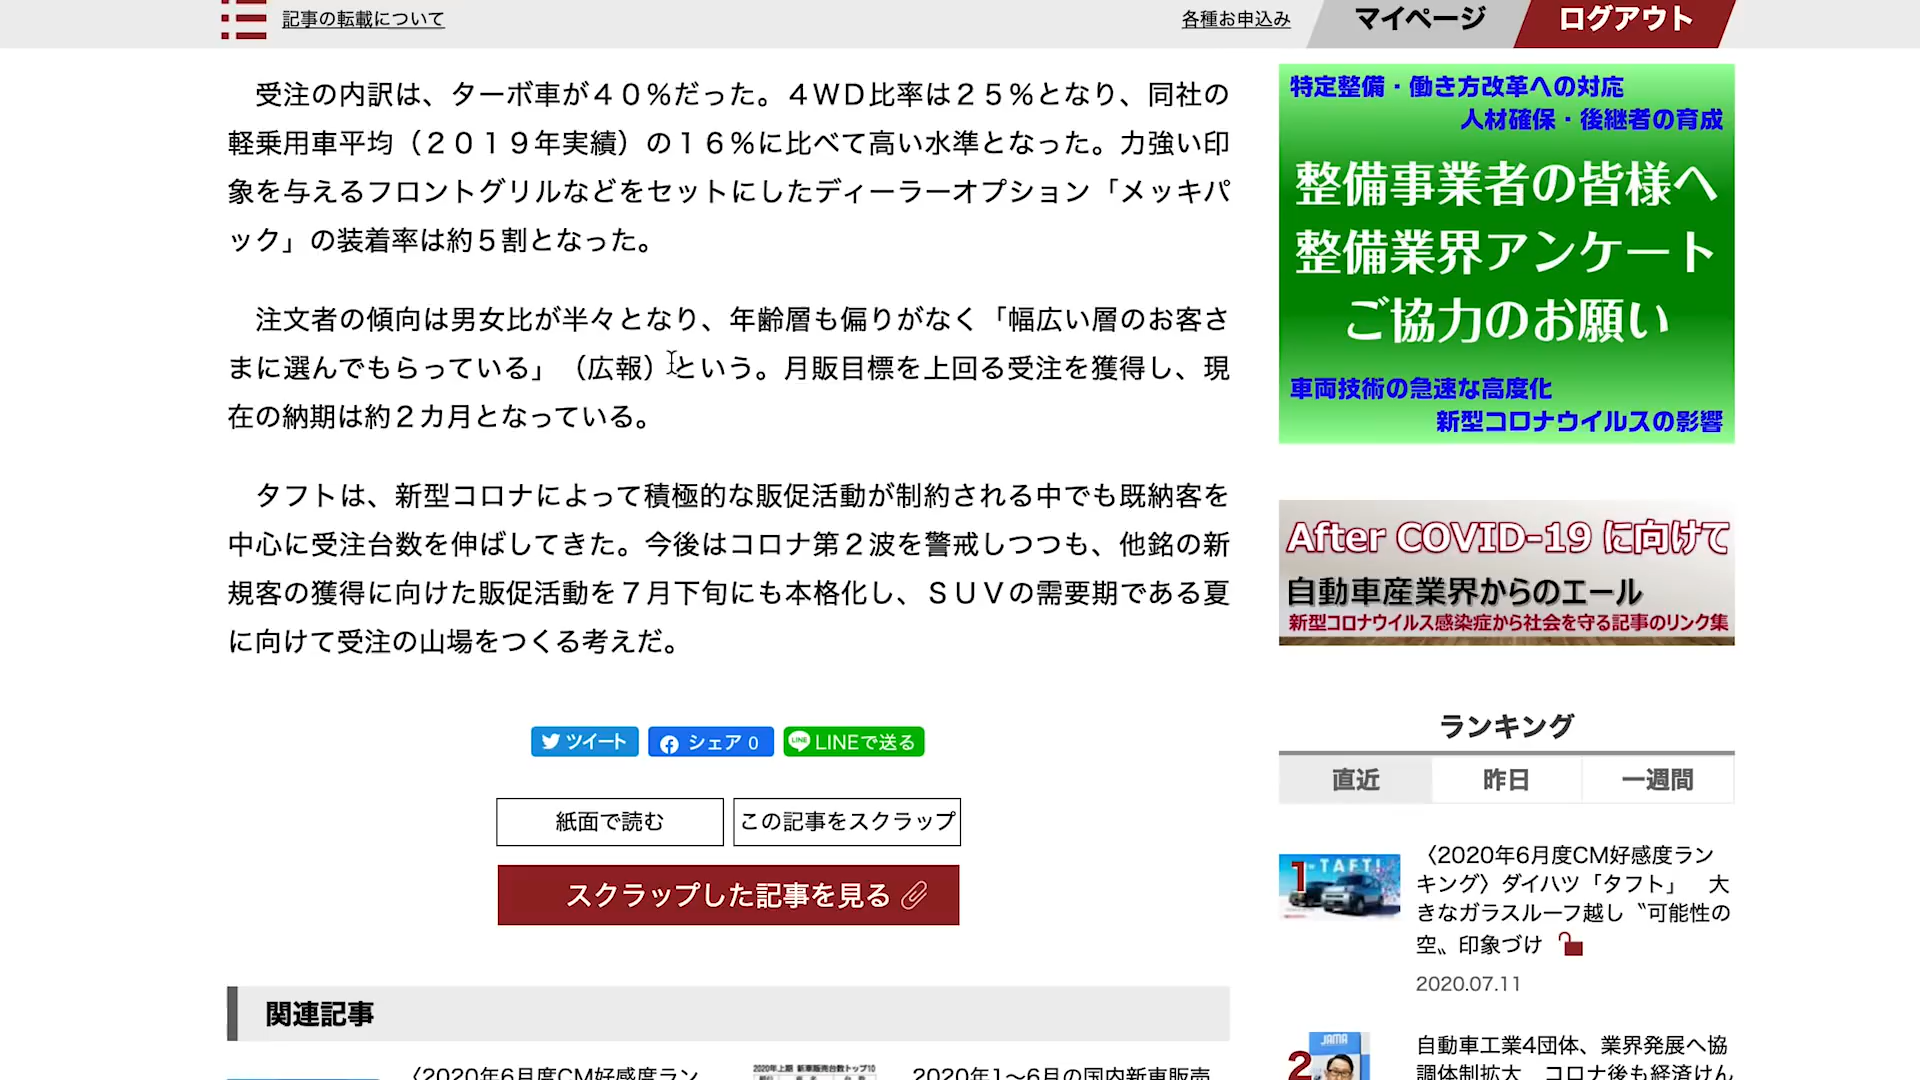 記事の転載について
各種お申込み
マイページ
ログアウト
受注の内訳は、ターボ車が４０％だった。４ＷＤ比率は２５％となり、同社の
軽乗用車平均（２０１９年実績）の１６％に比べて高い水準となった。力強い印
象を与えるフロントグリルなどをセットにしたディーラーオプション「メッキパ
ック」の装着率は約５割となった。
注文者の傾向は男女比が半々となり、年齢層も偏りがなく「幅広い層のお客さ
まに選んでもらっている」（広報）という。月販目標を上回る受注を獲得し、現
在の納期は約２カ月となっている。
タフトは、新型コロナによって積極的な販促活動が制約される中でも既納客を
中心に受注台数を伸ばしてきた。今後はコロナ第２波を警戒しつつも、他銘の新
規客の獲得に向けた販促活動を７月下旬にも本格化し、ＳＵＶの需要期である夏
に向けて受注の山場をつくる考えだ。
ツイート
シェア 0
LINEで送る
紙面で読む
この記事をスクラップ
スクラップした記事を見る
関連記事
〈2020年6月度CM好感度ラン
2020年上期 新車販売台数トップ10
2020年1～6月の国内新車販売
特定整備・働き方改革への対応
人材確保・後継者の育成
整備事業者の皆様へ
整備業界アンケート
ご協力のお願い
車両技術の急速な高度化
新型コロナウイルスの影響
After COVID-19 に向けて
自動車産業界からのエール
新型コロナウイルス感染症から社会を守る記事のリンク集
ランキング
直近
昨日
一週間
1
TAFT!
〈2020年6月度CM好感度ラン
キング〉ダイハツ「タフト」　大
きなガラスルーフ越し〝可能性の
空〟印象づけ
2020.07.11
2
JAMA
自動車工業4団体、業界発展へ協
調体制拡大　コロナ後も経済けん